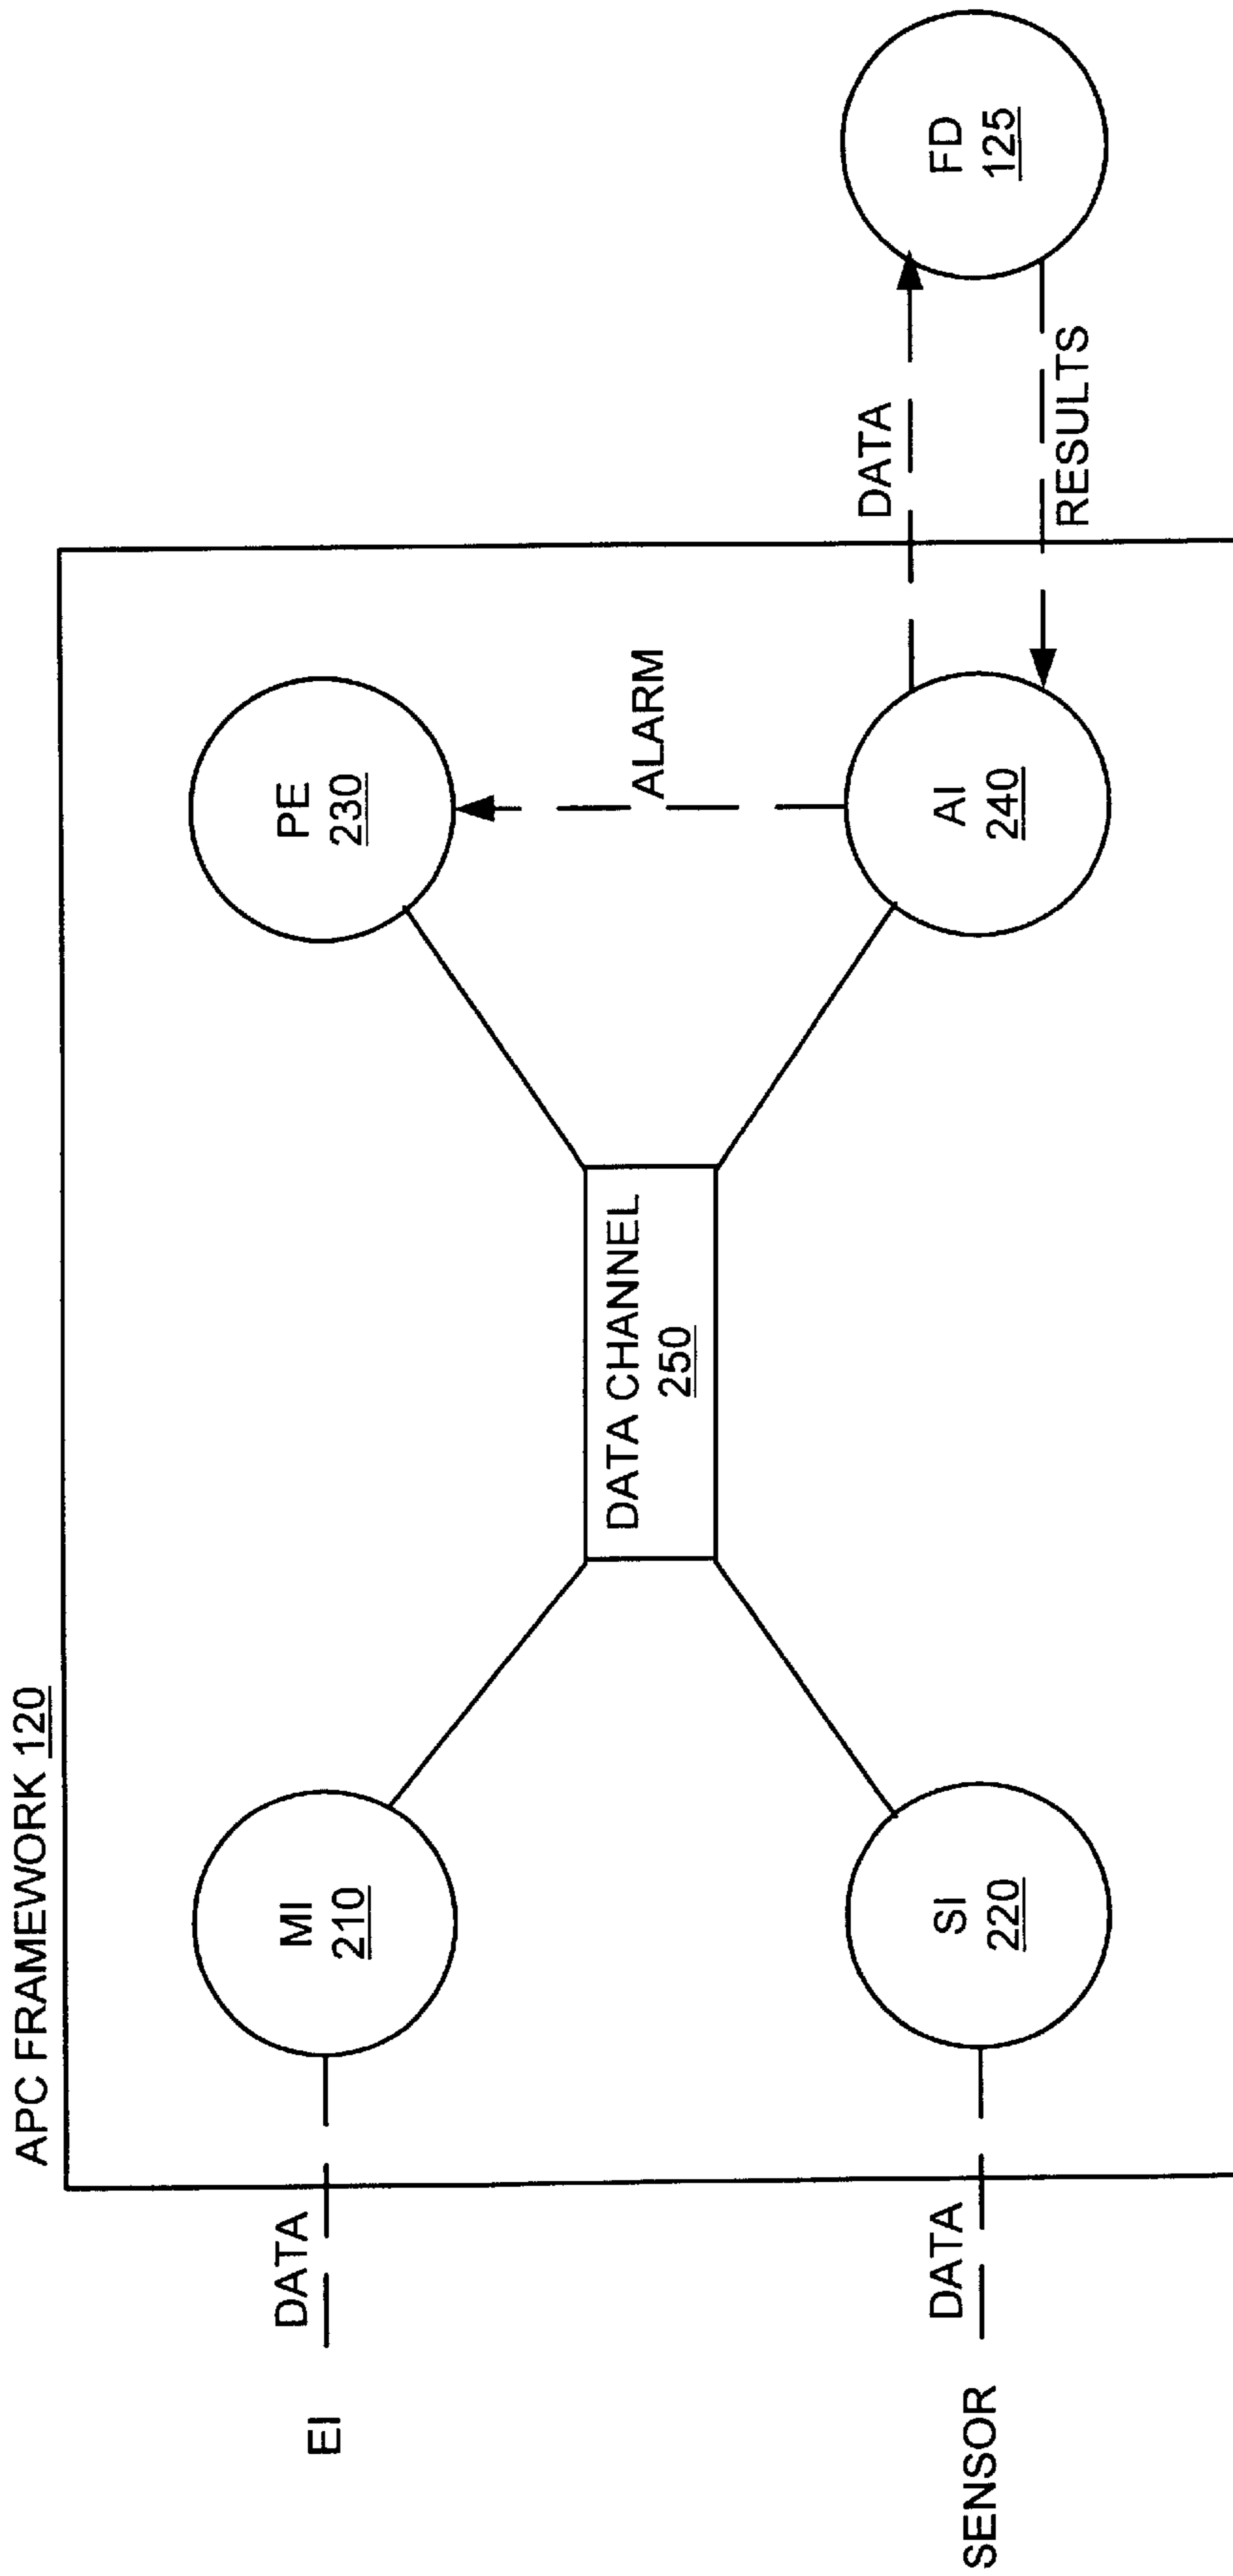 APC FRAMEWORK 120
EI
DATA
MI
210
PE
230
DATA CHANNEL
250
ALARM
SENSOR
DATA
SI
220
AI
240
DATA
RESULTS
FD
125